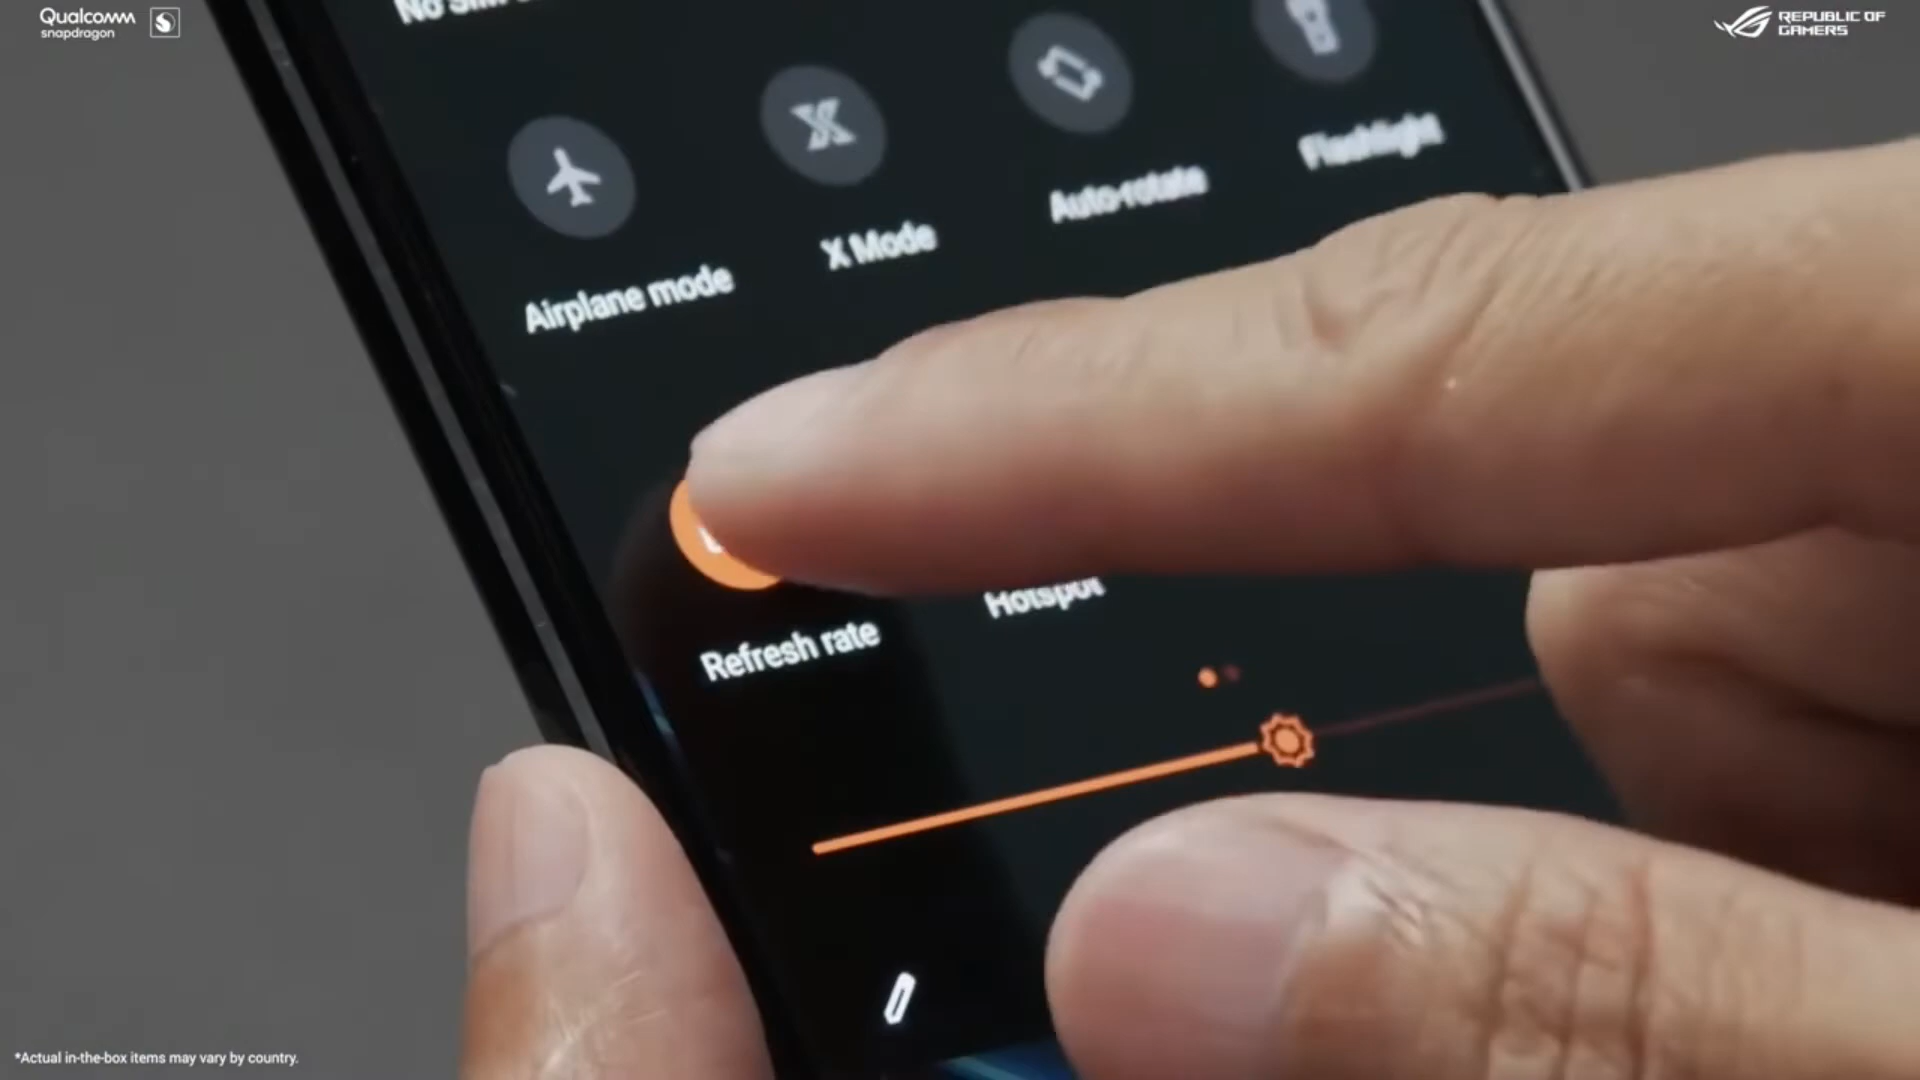 Qualcomm
snapdragon
REPUBLIC OF
GAMERS
No
Flashlight
Auto-rotate
X Mode
Airplane mode
Hotspot
Refresh rate
*Actual in-the-box items may vary by country.